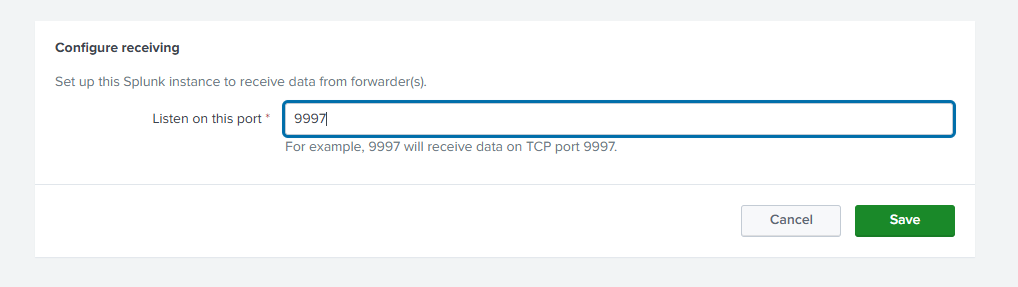 Configure receiving
Set up this Splunk instance to receive data from forwarder(s).
Listen on this port * 9997
For example, 9997 will receive data on TCP port 9997.
Cancel Save